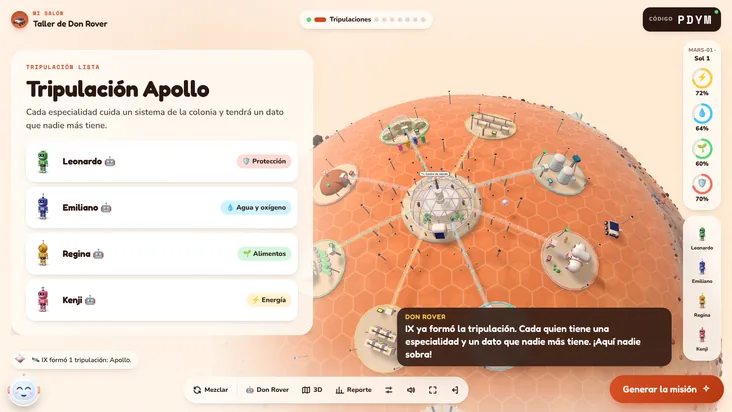 MI SALÓN
Taller de Don Rover
Tripulaciones
CÓDIGO PDYM
TRIPULACIÓN LISTA
Tripulación Apollo
Cada especialidad cuida un sistema de la colonia y tendrá un dato
que nadie más tiene.
Leonardo
Protección
Emiliano
Agua y oxígeno
Regina
Alimentos
Kenji
Energía
MARS-01
Sol 1
72%
64%
60%
70%
Leonardo
Emiliano
Regina
Kenji
DON ROVER
IX ya formó la tripulación. Cada quien tiene una
especialidad y un dato que nadie más tiene. ¡Aquí nadie
sobra!
IX formó 1 tripulación: Apollo.
Mezclar
Don Rover
3D
Reporte
Generar la misión